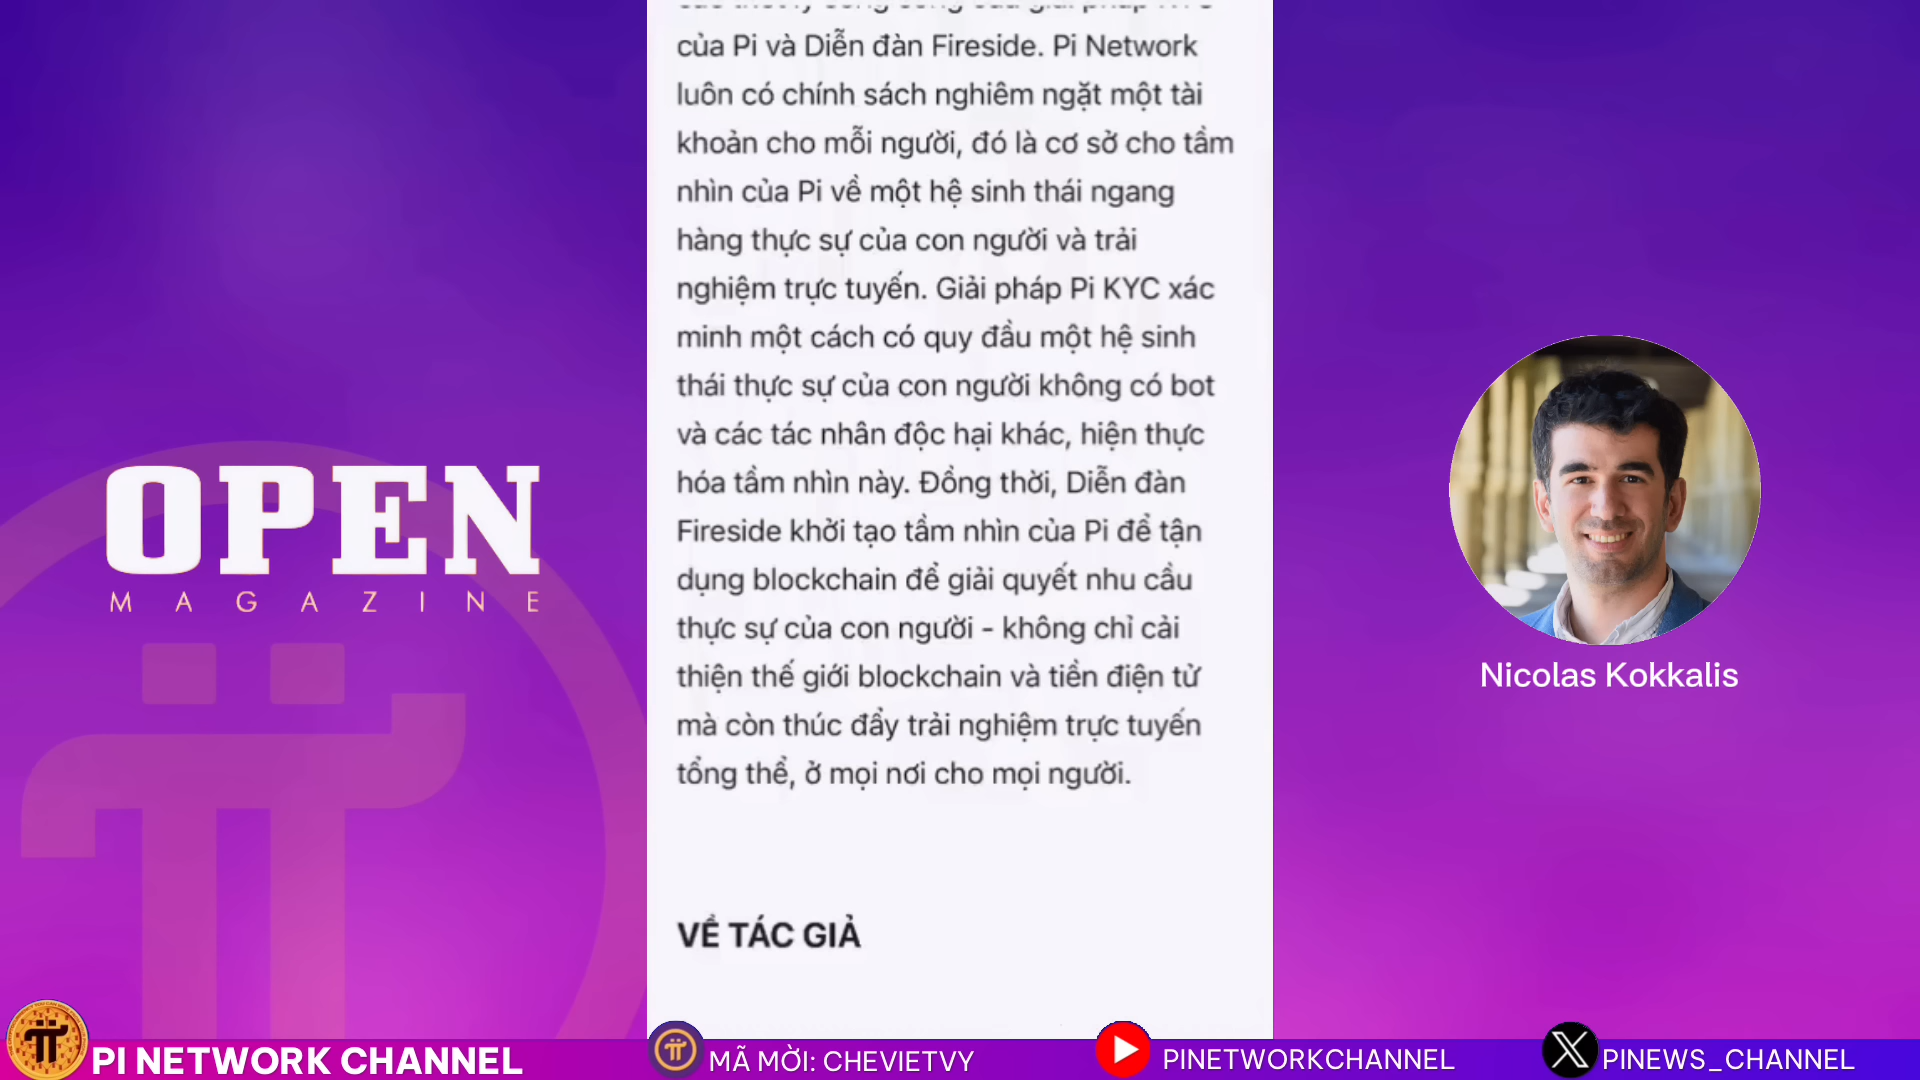 của Pi và Diễn đàn Fireside. Pi Network
luôn có chính sách nghiêm ngặt một tài
khoản cho mỗi người, đó là cơ sở cho tầm
nhìn của Pi về một hệ sinh thái ngang
hàng thực sự của con người và trải
nghiệm trực tuyến. Giải pháp Pi KYC xác
minh một cách có quy đầu một hệ sinh
thái thực sự của con người không có bot
và các tác nhân độc hại khác, hiện thực
hóa tầm nhìn này. Đồng thời, Diễn đàn
Fireside khởi tạo tầm nhìn của Pi để tận
dụng blockchain để giải quyết nhu cầu
thực sự của con người - không chỉ cải
thiện thế giới blockchain và tiền điện tử
mà còn thúc đẩy trải nghiệm trực tuyến
tổng thể, ở mọi nơi cho mọi người.
VỀ TÁC GIẢ
OPEN
MAGAZINE
Nicolas Kokkalis
PI NETWORK CHANNEL
MÃ MỜI: CHEVIETVY
PINETWORKCHANNEL
PINEWS_CHANNEL